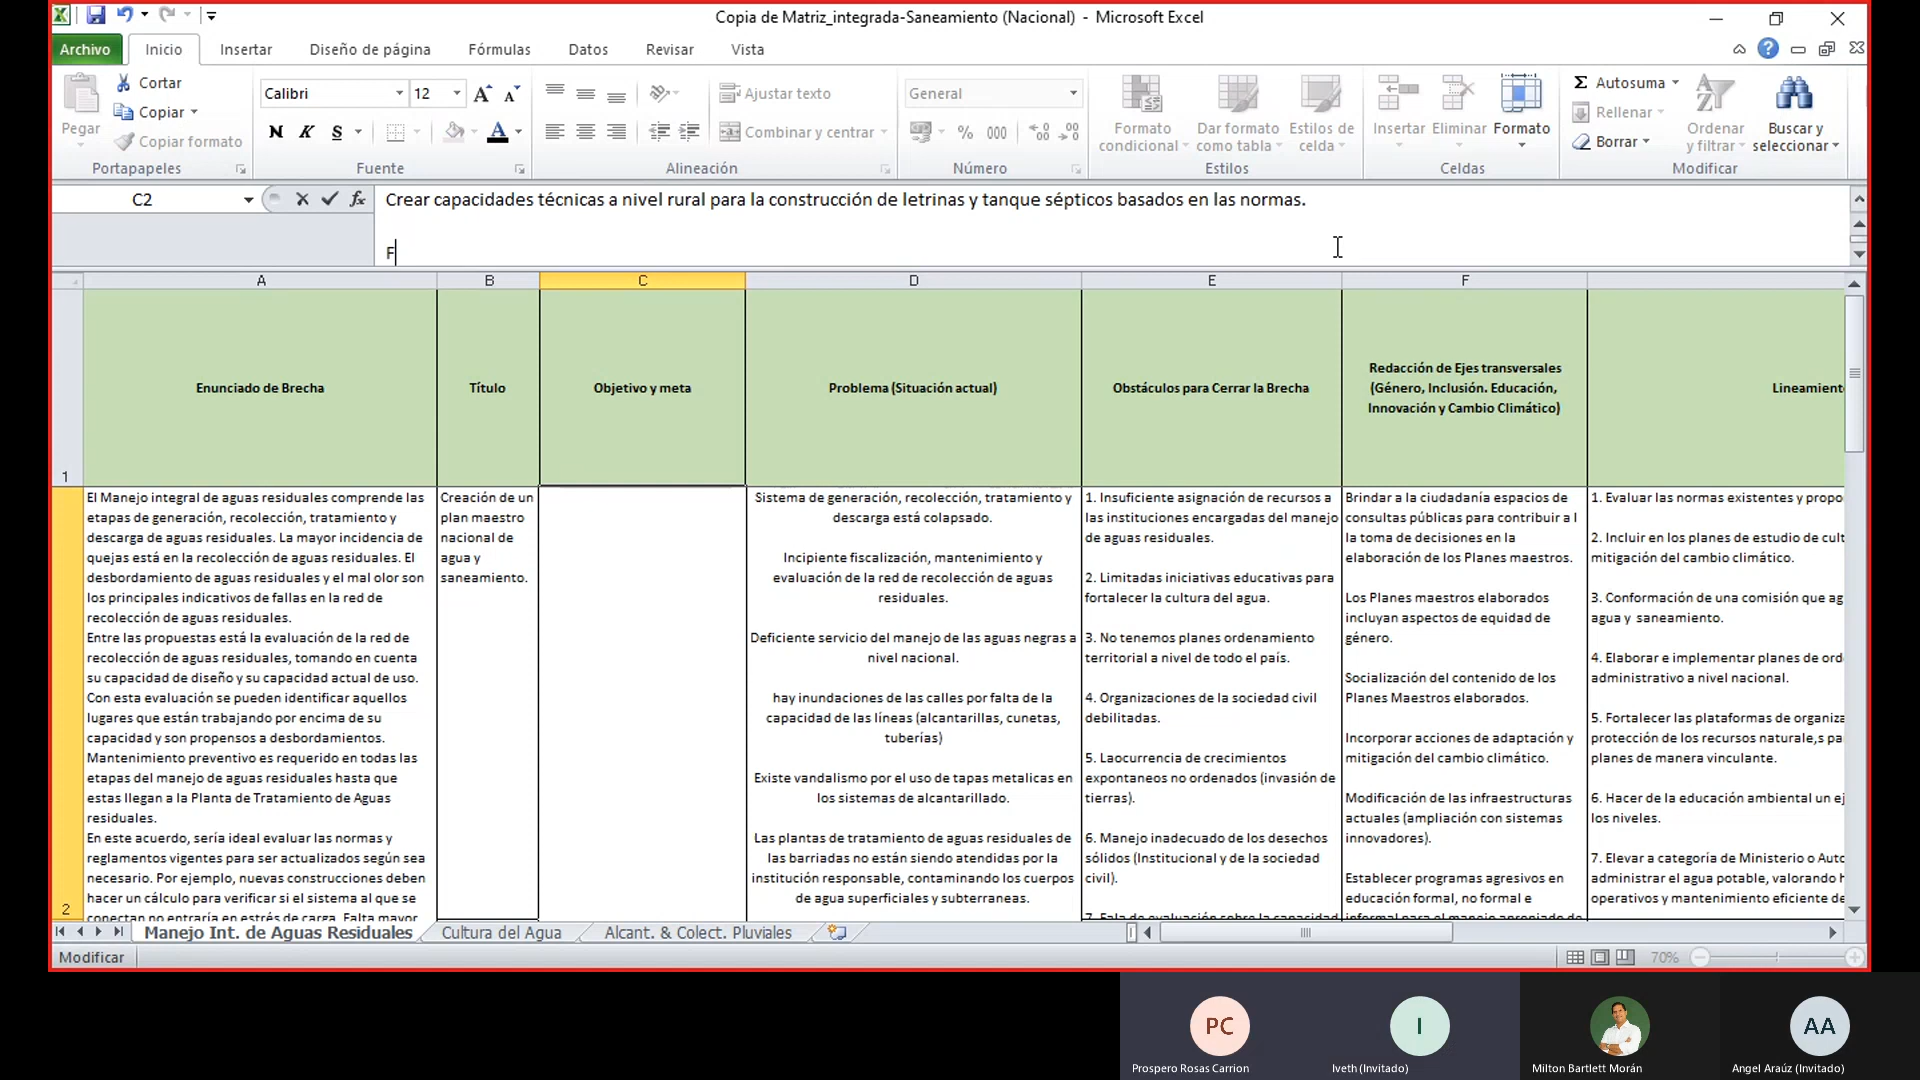 Copia de Matriz_integrada-Saneamiento (Nacional) - Microsoft Excel
Archivo Inicio Insertar Diseño de página Fórmulas Datos Revisar Vista
Pegar
Cortar
Copiar
Copiar formato
Portapapeles
Calibri 12
N K S A
Fuente
Ajustar texto
Combinar y centrar
Alineación
General
% 000
Número
Formato condicional
Dar formato como tabla
Estilos de celda
Estilos
Insertar Eliminar Formato
Celdas
Σ Autosuma
Rellenar
Borrar
Ordenar y filtrar
Buscar y seleccionar
Modificar
C2 fx
Crear capacidades técnicas a nivel rural para la construcción de letrinas y tanque sépticos basados en las normas.
F
A B C D E F
1
Enunciado de Brecha
Título
Objetivo y meta
Problema (Situación actual)
Obstáculos para Cerrar la Brecha
Redacción de Ejes transversales
(Género, Inclusión. Educación,
Innovación y Cambio Climático)
Lineamient
2
El Manejo integral de aguas residuales comprende las
etapas de generación, recolección, tratamiento y
descarga de aguas residuales. La mayor incidencia de
quejas está en la recolección de aguas residuales. El
desbordamiento de aguas residuales y el mal olor son
los principales indicativos de fallas en la red de
recolección de aguas residuales.
Entre las propuestas está la evaluación de la red de
recolección de aguas residuales, tomando en cuenta
su capacidad de diseño y su capacidad actual de uso.
Con esta evaluación se pueden identificar aquellos
lugares que están trabajando por encima de su
capacidad y son propensos a desbordamientos.
Mantenimiento preventivo es requerido en todas las
etapas del manejo de aguas residuales hasta que
estas llegan a la Planta de Tratamiento de Aguas
residuales.
En este acuerdo, sería ideal evaluar las normas y
reglamentos vigentes para ser actualizados según sea
necesario. Por ejemplo, nuevas construcciones deben
hacer un cálculo para verificar si el sistema al que se
conectan no entraría en estrés de carga. Falta mayor
Creación de un
plan maestro
nacional de
agua y
saneamiento.
Sistema de generación, recolección, tratamiento y
descarga está colapsado.
Incipiente fiscalización, mantenimiento y
evaluación de la red de recolección de aguas
residuales.
Deficiente servicio del manejo de las aguas negras a
nivel nacional.
hay inundaciones de las calles por falta de la
capacidad de las líneas (alcantarillas, cunetas,
tuberías)
Existe vandalismo por el uso de tapas metalicas en
los sistemas de alcantarillado.
Las plantas de tratamiento de aguas residuales de
las barriadas no están siendo atendidas por la
institución responsable, contaminando los cuerpos
de agua superficiales y subterraneas.
1. Insuficiente asignación de recursos a
las instituciones encargadas del manejo
de aguas residuales.
2. Limitadas iniciativas educativas para
fortalecer la cultura del agua.
3. No tenemos planes ordenamiento
territorial a nivel de todo el país.
4. Organizaciones de la sociedad civil
debilitadas.
5. Laocurrencia de crecimientos
expontaneos no ordenados (invasión de
tierras).
6. Manejo inadecuado de los desechos
sólidos (Institucional y de la sociedad
civil).
7. Fala de evaluación sobre la capacidad
Brindar a la ciudadanía espacios de
consultas públicas para contribuir a l
la toma de decisiones en la
elaboración de los Planes maestros.
Los Planes maestros elaborados
incluyan aspectos de equidad de
género.
Socialización del contenido de los
Planes Maestros elaborados.
Incorporar acciones de adaptación y
mitigación del cambio climático.
Modificación de las infraestructuras
actuales (ampliación con sistemas
innovadores).
Establecer programas agresivos en
educación formal, no formal e
informal para el manejo apropiado de
1. Evaluar las normas existentes y propo
2. Incluir en los planes de estudio de cult
mitigación del cambio climático.
3. Conformación de una comisión que ag
agua y saneamiento.
4. Elaborar e implementar planes de ord
administrativo a nivel nacional.
5. Fortalecer las plataformas de organiza
protección de los recursos naturale,s pa
planes de manera vinculante.
6. Hacer de la educación ambiental un ej
los niveles.
7. Elevar a categoría de Ministerio o Auto
administrar el agua potable, valorando h
operativos y mantenimiento eficiente de
Manejo Int. de Aguas Residuales Cultura del Agua Alcant. & Colect. Pluviales
Modificar 70%
PC I AA
Prospero Rosas Carrion Iveth (Invitado) Milton Bartlett Morán Angel Araúz (Invitado)